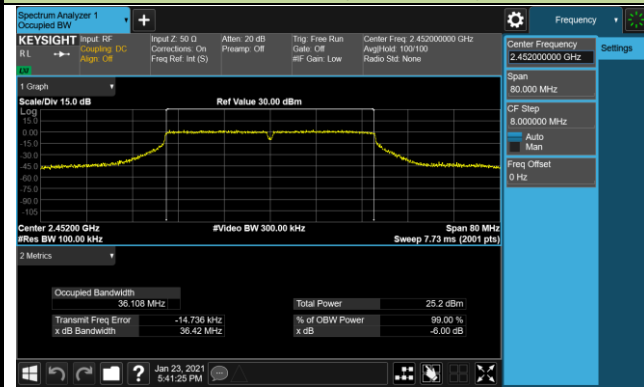 Spectrum Analyzer 1
Occupied BW
Frequency
KEYSIGHT
RL
Input: RF
Coupling: DC
Align: Off
Input Z: 50 Ω
Corrections: On
Freq Ref: Int (S)
Atten: 20 dB
Preamp: Off
Trig: Free Run
Gate: Off
#IF Gain: Low
Center Freq: 2.452000000 GHz
Avg|Hold: 100/100
Radio Std: None
Center Frequency
2.452000000 GHz
Settings
Span
80.000 MHz
CF Step
8.000000 MHz
Auto
Man
Freq Offset
0 Hz
1 Graph
Scale/Div 15.0 dB
Ref Value 30.00 dBm
Log
15.0
0.00
-15.0
-30.0
-45.0
-60.0
-75.0
-90.0
-105
Center 2.45200 GHz
#Video BW 300.00 kHz
Span 80 MHz
#Res BW 100.00 kHz
Sweep 7.73 ms (2001 pts)
2 Metrics
Occupied Bandwidth
36.108 MHz
Total Power 25.2 dBm
Transmit Freq Error -14.736 kHz
% of OBW Power 99.00 %
x dB Bandwidth 36.42 MHz
x dB -6.00 dB
?
Jan 23, 2021
5:41:25 PM